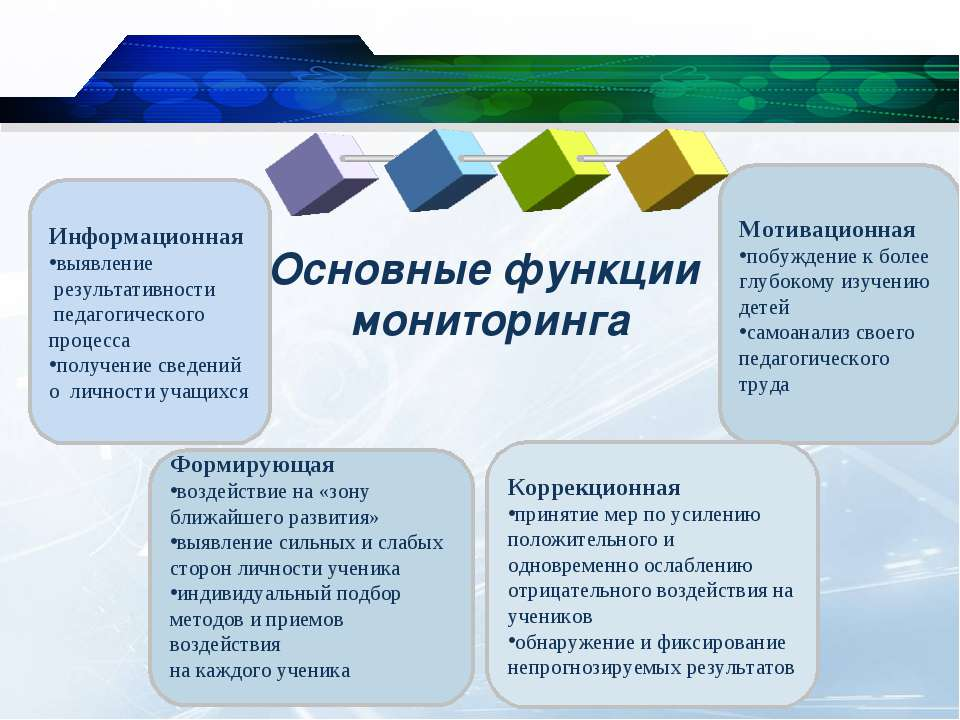 Основные функции
мониторинга
Информационная
•выявление
результативности
педагогического
процесса
•получение сведений
о личности учащихся
Мотивационная
•побуждение к более
глубокому изучению
детей
•самоанализ своего
педагогического
труда
Формирующая
•воздействие на «зону
ближайшего развития»
•выявление сильных и слабых
сторон личности ученика
•индивидуальный подбор
методов и приемов
воздействия
на каждого ученика
Коррекционная
•принятие мер по усилению
положительного и
одновременно ослаблению
отрицательного воздействия на
учеников
•обнаружение и фиксирование
непрогнозируемых результатов